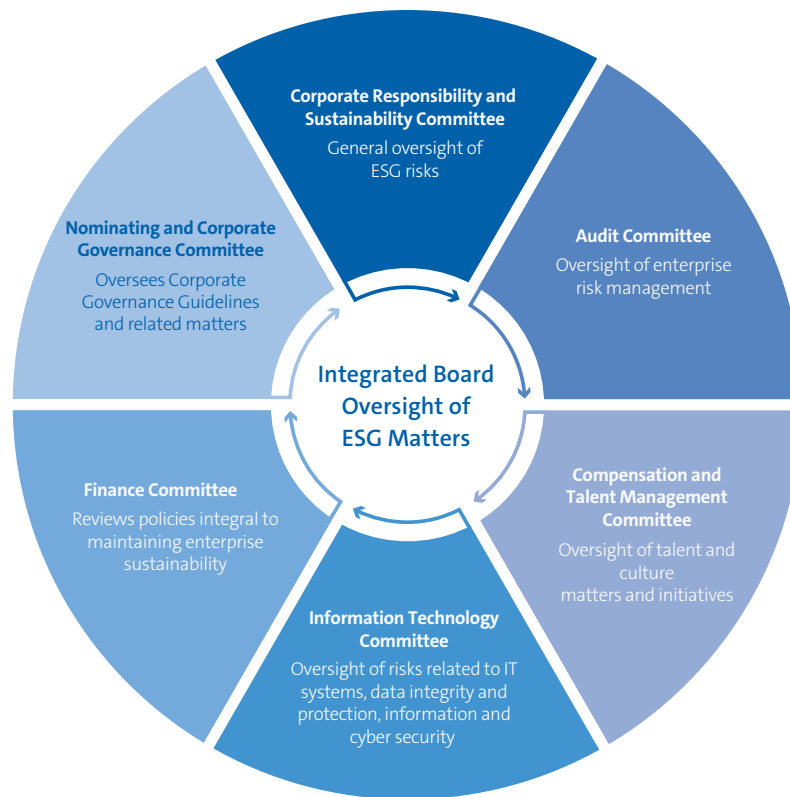 Corporate Responsibility and
Sustainability Committee
General oversight of
ESG risks
Audit Committee
Oversight of enterprise
risk management
Compensation and
Talent Management
Committee
Oversight of talent and
culture
matters and initiatives
Information Technology
Committee
Oversight of risks related to IT
systems, data integrity and
protection, information and
cyber security
Finance Committee
Reviews policies integral to
maintaining enterprise
sustainability
Nominating and Corporate
Governance Committee
Oversees Corporate
Governance Guidelines
and related matters
Integrated Board
Oversight of
ESG Matters